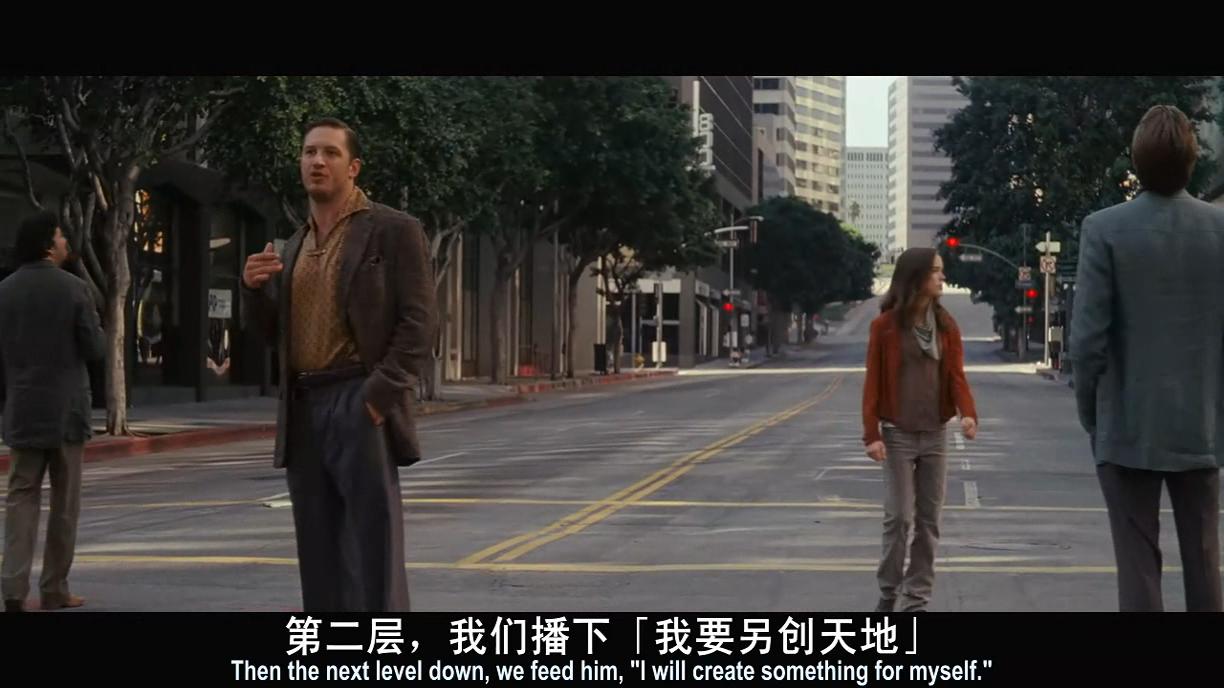 第二层，我们播下「我要另创天地」
Then the next level down, we feed him, "I will create something for myself."